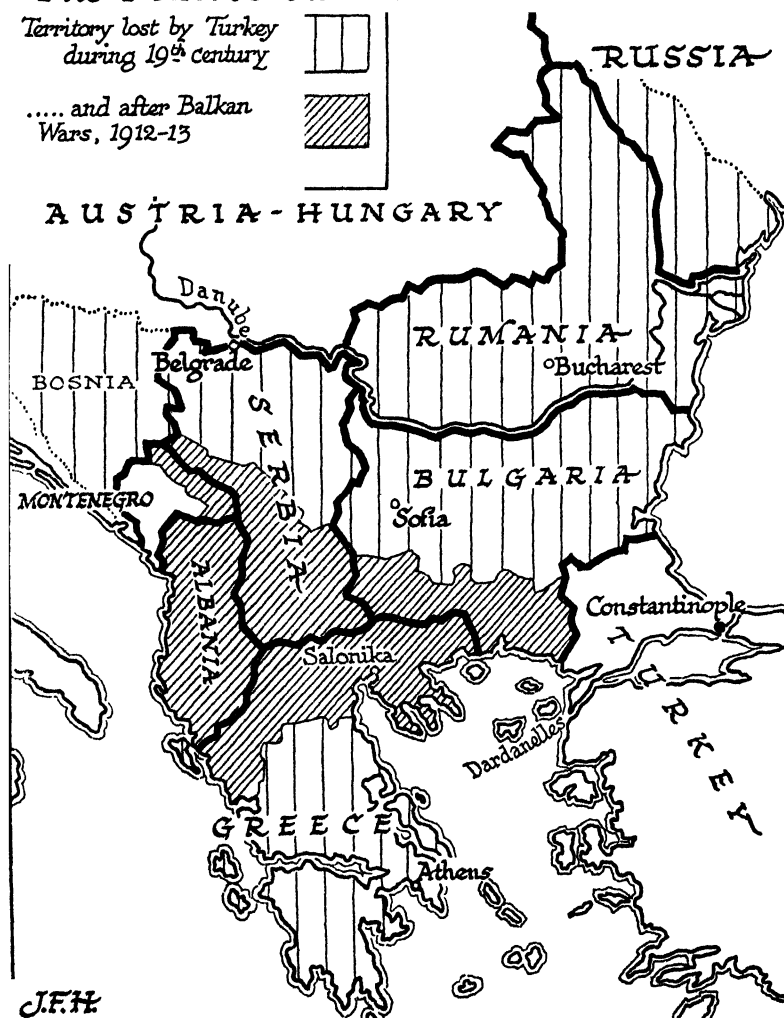 Territory lost by Turkey
during 19th century
..... and after Balkan
Wars, 1912-13
RUSSIA
AUSTRIA-HUNGARY
Danube
RUMANIA
Belgrade
Bucharest
BOSNIA
SERBIA
BULGARIA
MONTENEGRO
Sofia
ALBANIA
Constantinople
Salonika
TURKEY
Dardanelles
GREECE
Athens
J.F.H.